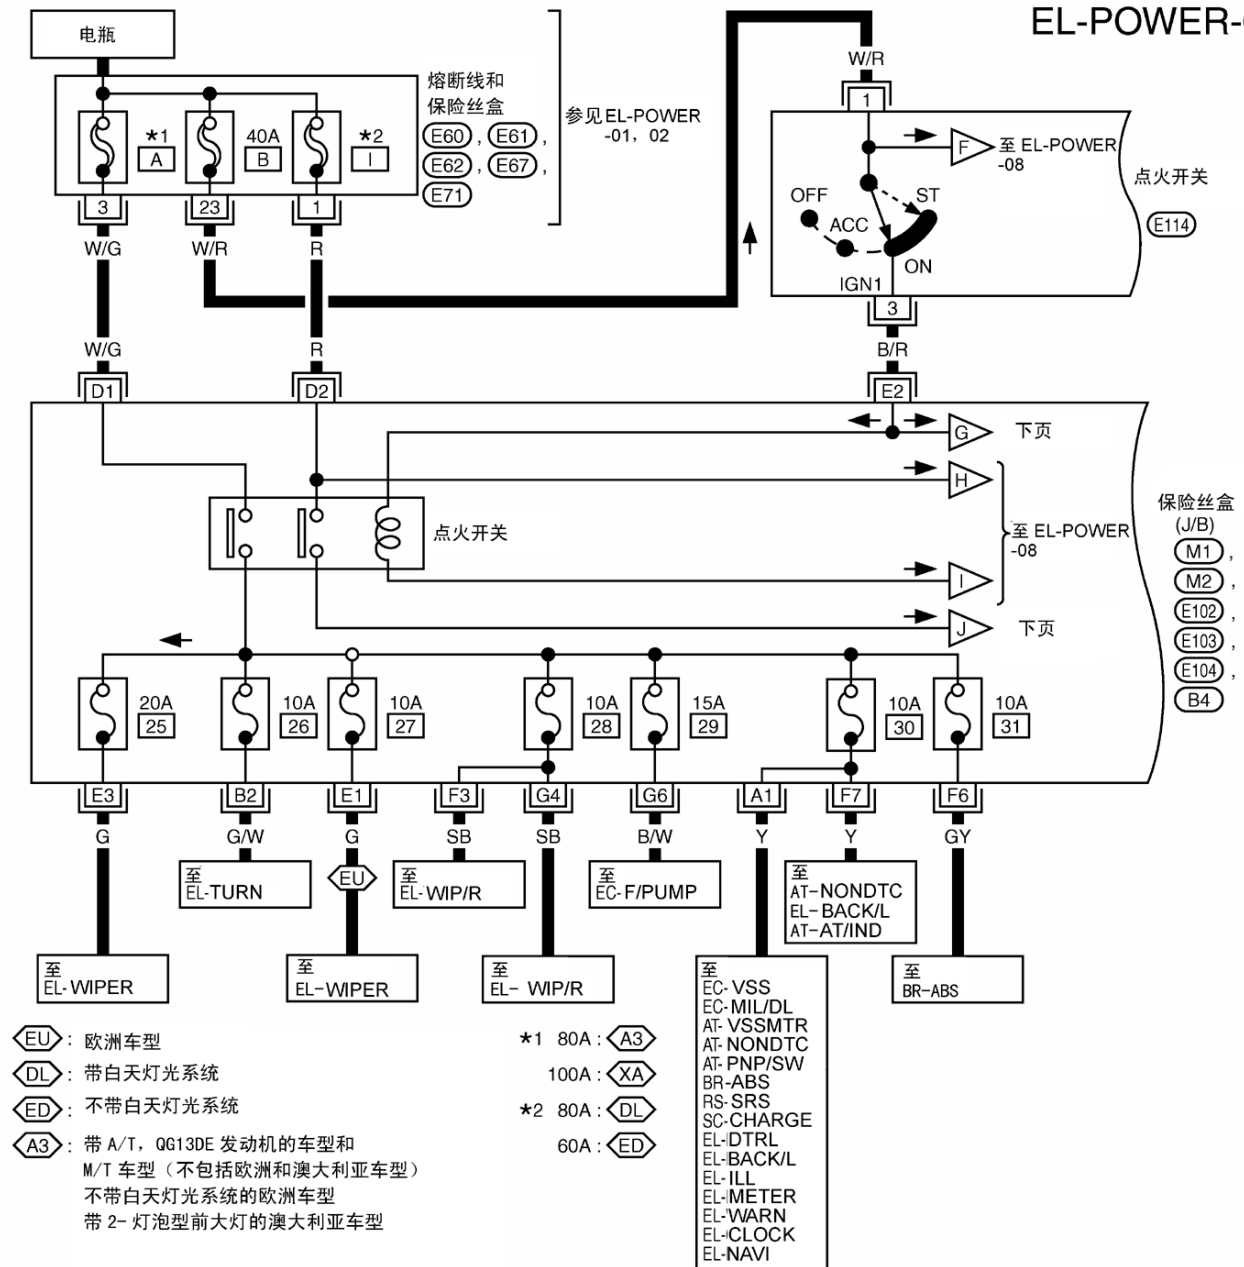 EL-POWER-
电瓶
熔断线和
保险丝盒
E60, E61,
E62, E67,
E71
参见EL-POWER
-01, 02
*1
A
40A
B
*2
I
3
23
1
W/G
W/R
R
W/R
1
F
至 EL-POWER
-08
点火开关
E114
OFF
ACC
ST
ON
IGN1
3
W/G
R
B/R
D1
D2
E2
G
下页
H
点火开关
至 EL-POWER
-08
I
J
下页
保险丝盒
(J/B)
M1,
M2,
E102,
E103,
E104,
B4
20A
25
10A
26
10A
27
10A
28
15A
29
10A
30
10A
31
E3
B2
E1
F3
G4
G6
A1
F7
F6
G
G/W
G
SB
SB
B/W
Y
Y
GY
至
EL-TURN
EU
至
EL-WIP/R
至
EC-F/PUMP
至
AT-NONDTC
EL-BACK/L
AT-AT/IND
至
EL-WIPER
至
EL-WIPER
至
EL- WIP/R
至
EC-VSS
EC-MIL/DL
AT-VSSMTR
AT-NONDTC
AT-PNP/SW
BR-ABS
RS-SRS
SC-CHARGE
EL-DTRL
EL-BACK/L
EL-ILL
EL-METER
EL-WARN
EL-CLOCK
EL-NAVI
至
BR-ABS
EU: 欧洲车型
DL: 带白天灯光系统
ED: 不带白天灯光系统
A3: 带 A/T, QG13DE 发动机的车型和
M/T 车型（不包括欧洲和澳大利亚车型）
不带白天灯光系统的欧洲车型
带 2- 灯泡型前大灯的澳大利亚车型
*1 80A: A3
100A: XA
*2 80A: DL
60A: ED